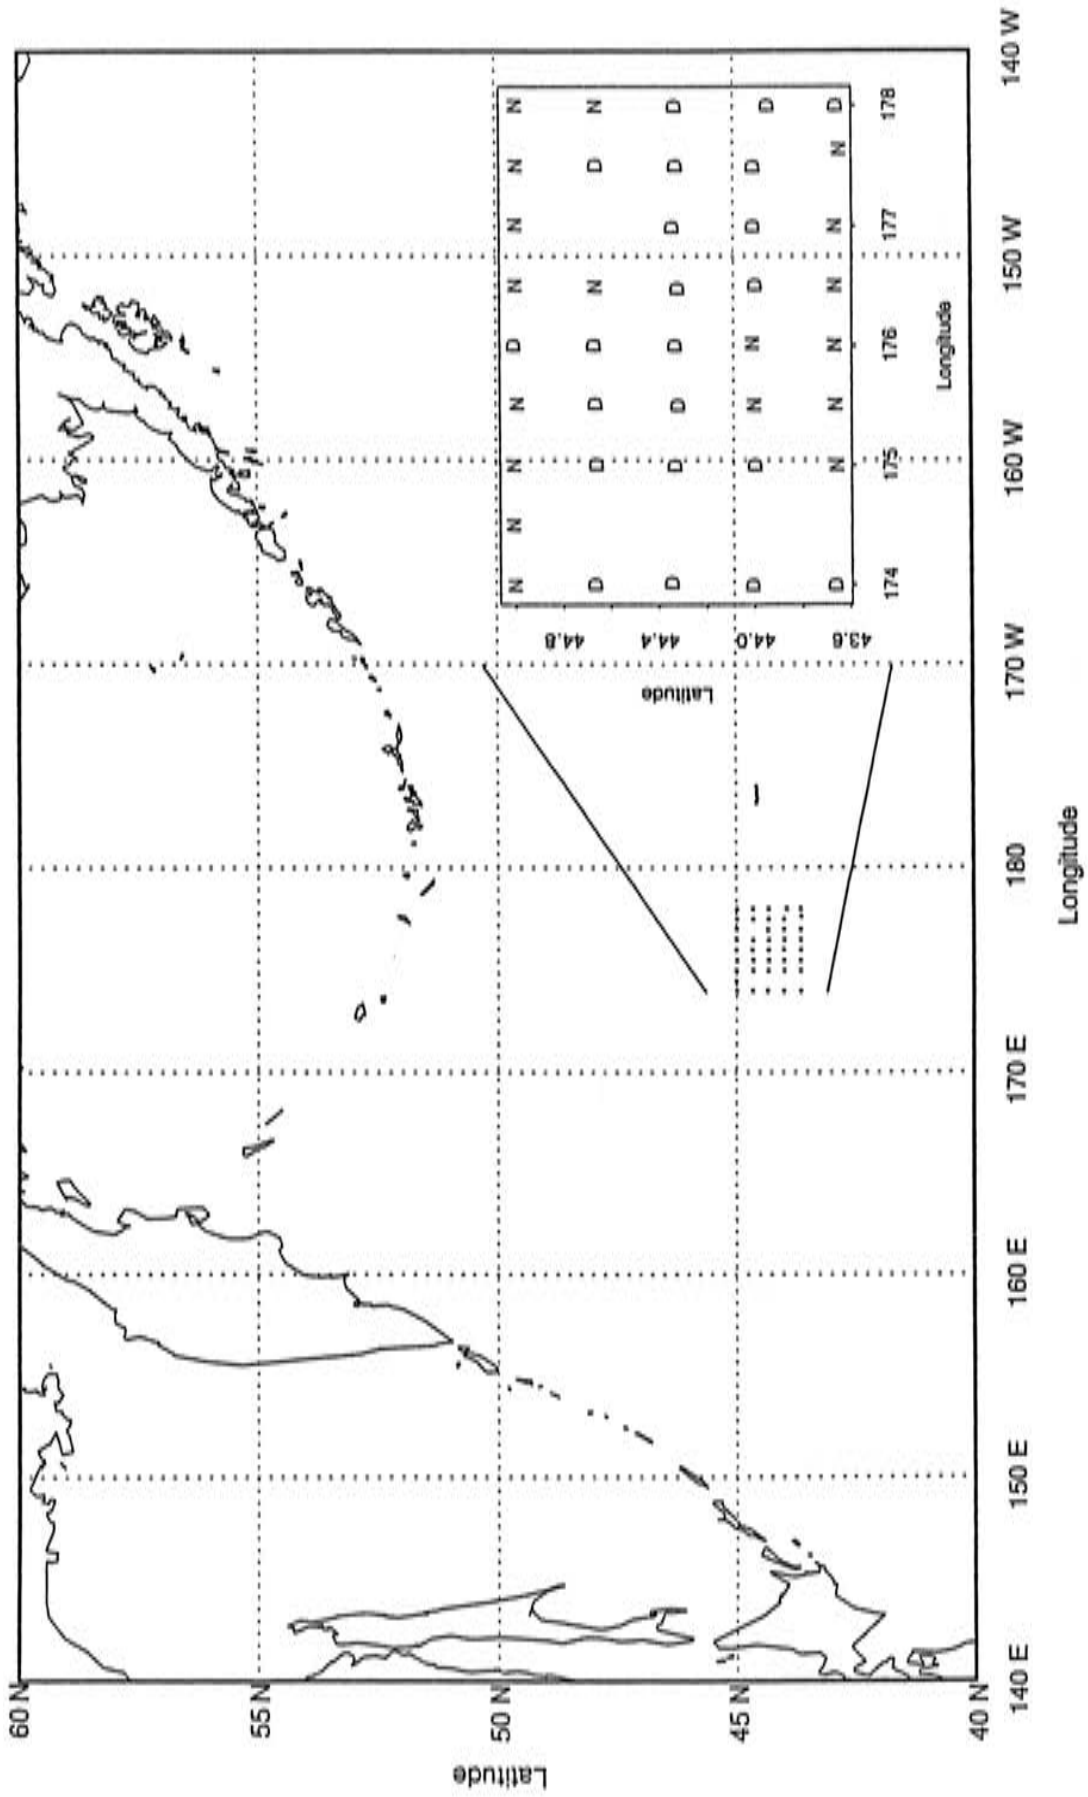 60 N
55 N
50 N
45 N
40 N
Latitude
N N N N D N N N N
D D D D N D N
D D D D D D D D
D D N N D D D D
D N N N N N N D
44.8
44.4
44.0
43.6
Latitude
174 175 176 177 178
Longitude
140 E 150 E 160 E 170 E 180 170 W 160 W 150 W 140 W
Longitude